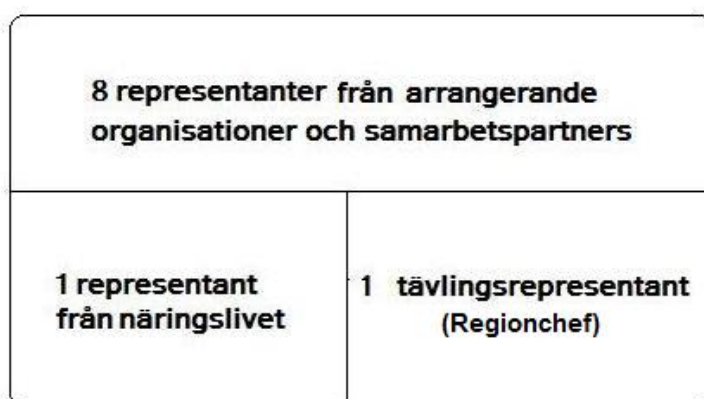 8 representanter från arrangerande
organisationer och samarbetspartners
1 representant
från näringslivet
1 tävlingsrepresentant
(Regionchef)